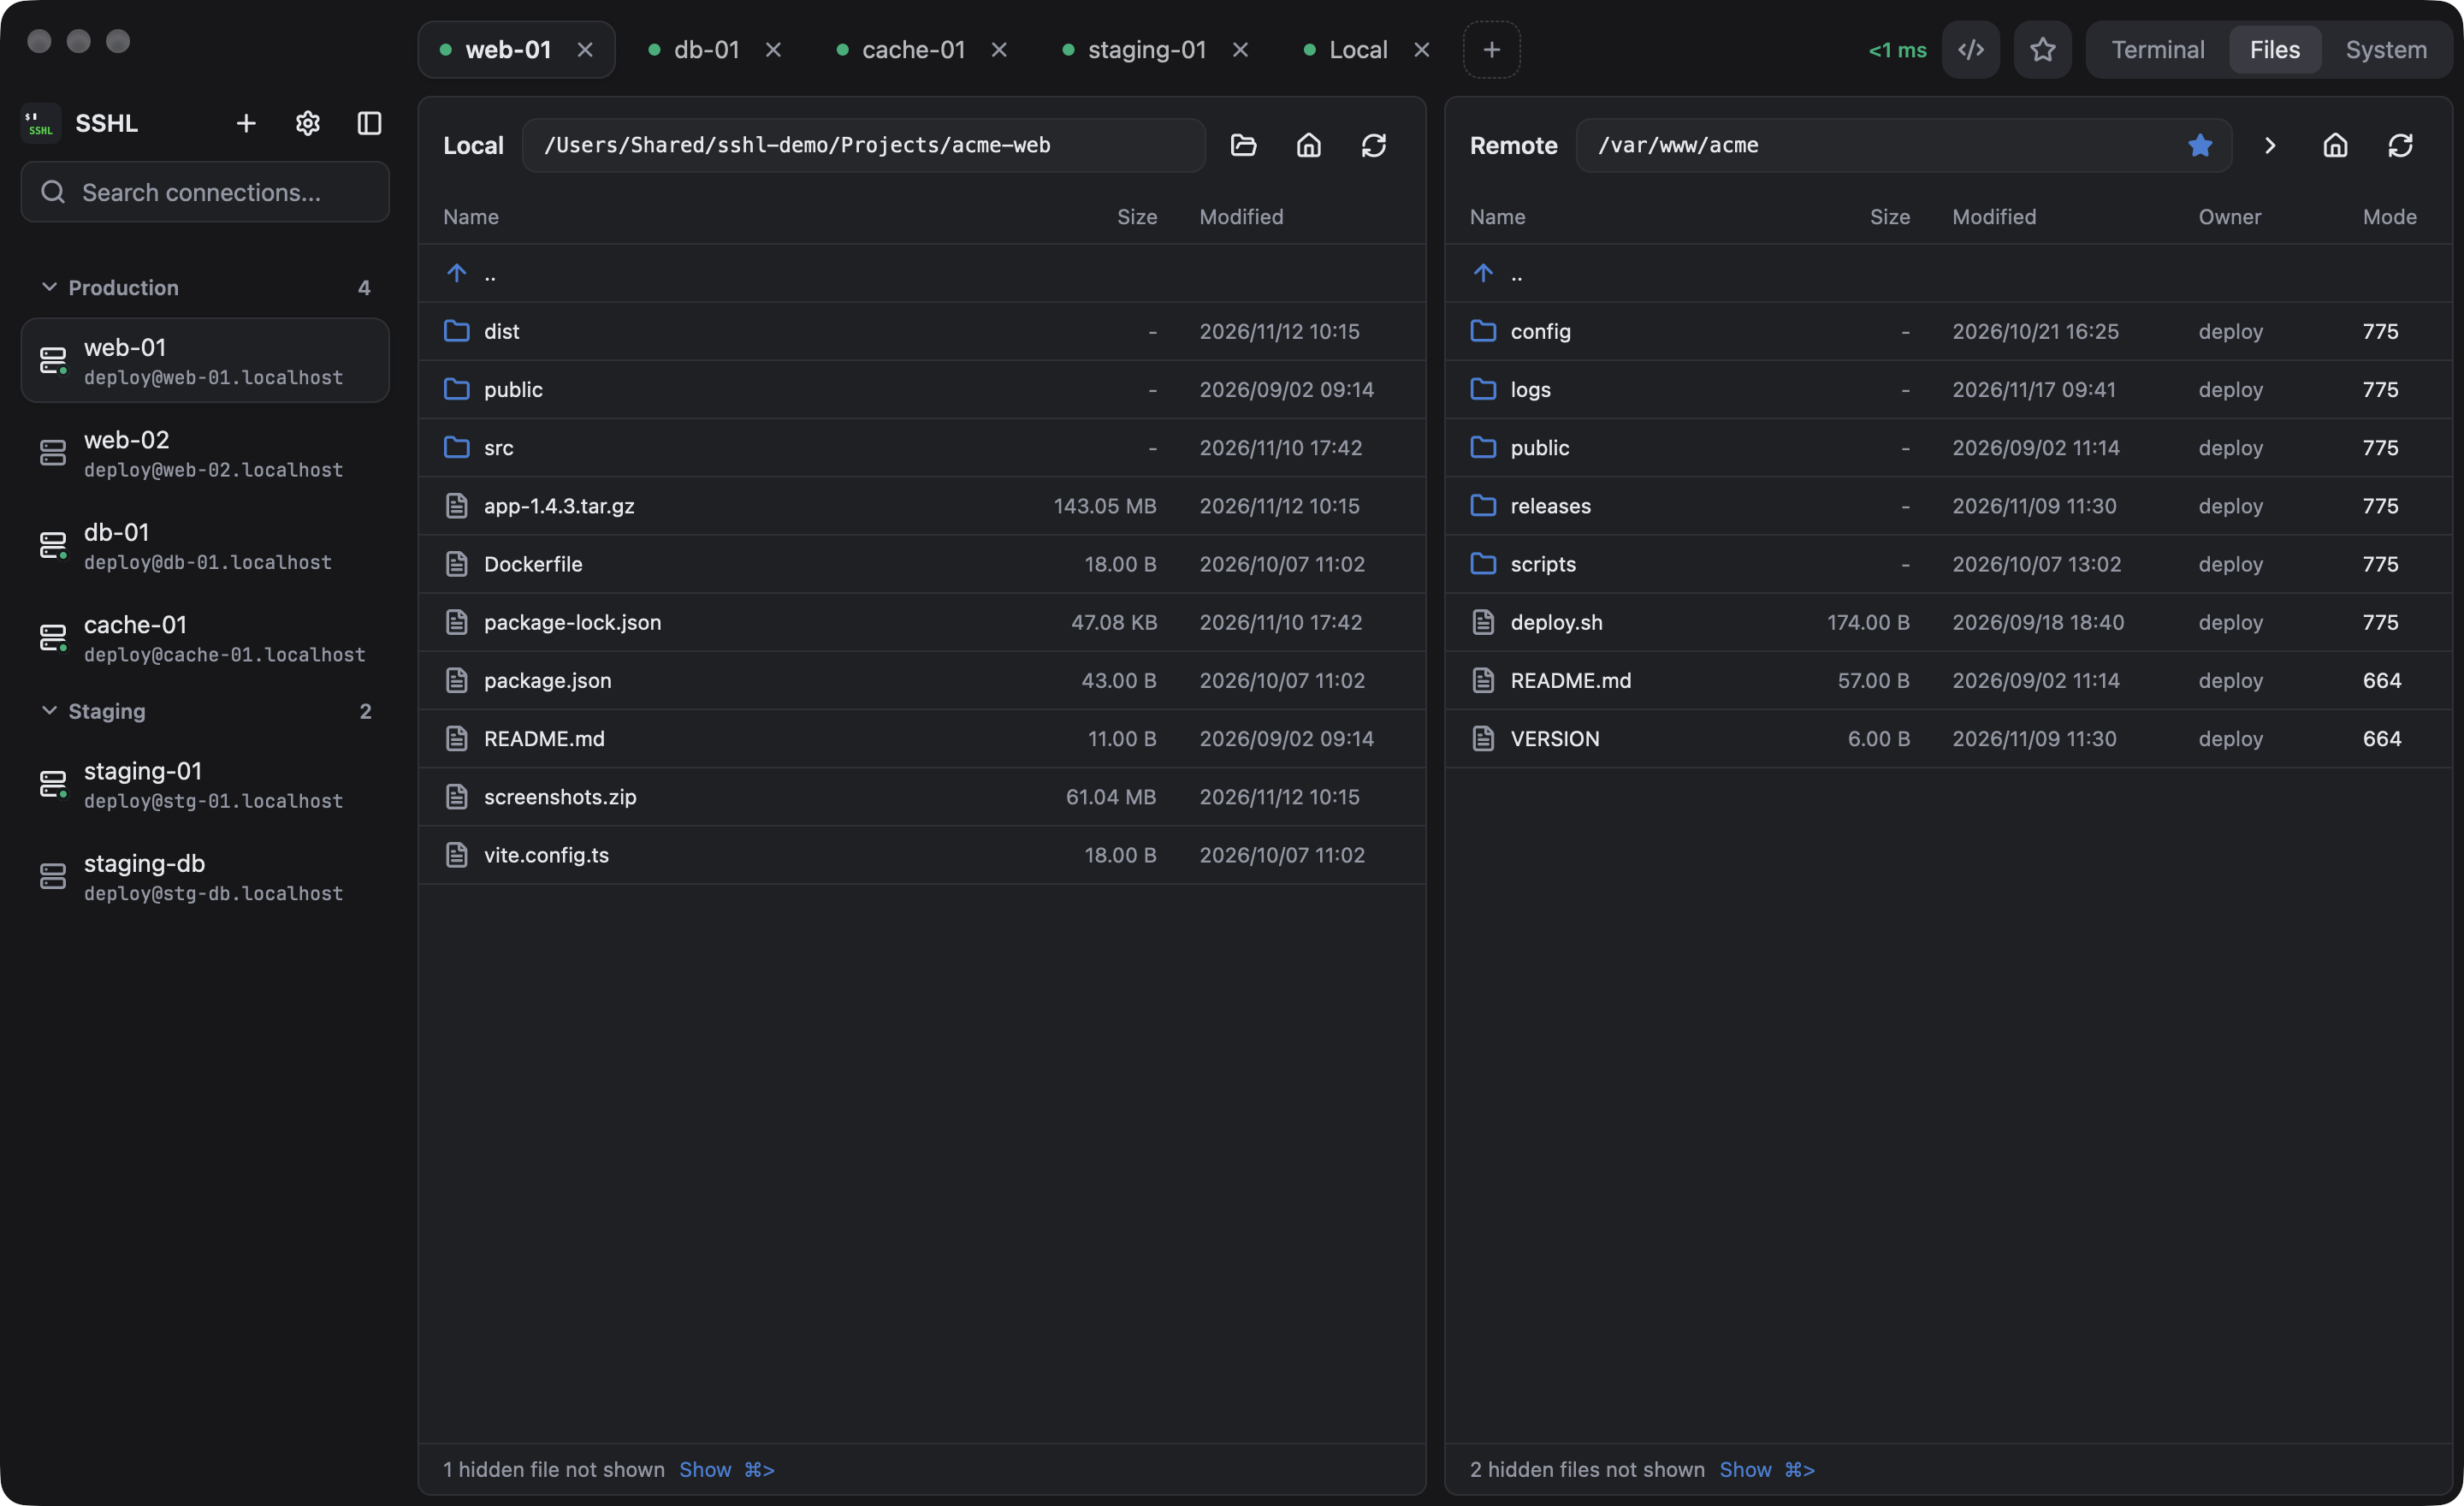 web-01
db-01
cache-01
staging-01
Local
<1 ms
Terminal
Files
System
$
SSHL
SSHL
Search connections...
Production 4
web-01
deploy@web-01.localhost
web-02
deploy@web-02.localhost
db-01
deploy@db-01.localhost
cache-01
deploy@cache-01.localhost
Staging 2
staging-01
deploy@stg-01.localhost
staging-db
deploy@stg-db.localhost
Local /Users/Shared/sshl-demo/Projects/acme-web
Name Size Modified
..
dist - 2026/11/12 10:15
public - 2026/09/02 09:14
src - 2026/11/10 17:42
app-1.4.3.tar.gz 143.05 MB 2026/11/12 10:15
Dockerfile 18.00 B 2026/10/07 11:02
package-lock.json 47.08 KB 2026/11/10 17:42
package.json 43.00 B 2026/10/07 11:02
README.md 11.00 B 2026/09/02 09:14
screenshots.zip 61.04 MB 2026/11/12 10:15
vite.config.ts 18.00 B 2026/10/07 11:02
1 hidden file not shown Show ⌘>
Remote /var/www/acme
Name Size Modified Owner Mode
..
config - 2026/10/21 16:25 deploy 775
logs - 2026/11/17 09:41 deploy 775
public - 2026/09/02 11:14 deploy 775
releases - 2026/11/09 11:30 deploy 775
scripts - 2026/10/07 13:02 deploy 775
deploy.sh 174.00 B 2026/09/18 18:40 deploy 775
README.md 57.00 B 2026/09/02 11:14 deploy 664
VERSION 6.00 B 2026/11/09 11:30 deploy 664
2 hidden files not shown Show ⌘>